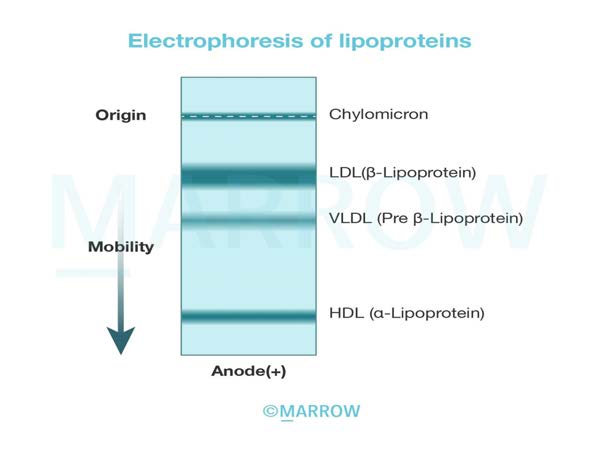 Electrophoresis of lipoproteins
Origin
Chylomicron
LDL(β-Lipoprotein)
VLDL (Pre β-Lipoprotein)
Mobility
HDL (α-Lipoprotein)
Anode(+)
MARROW
©MARROW